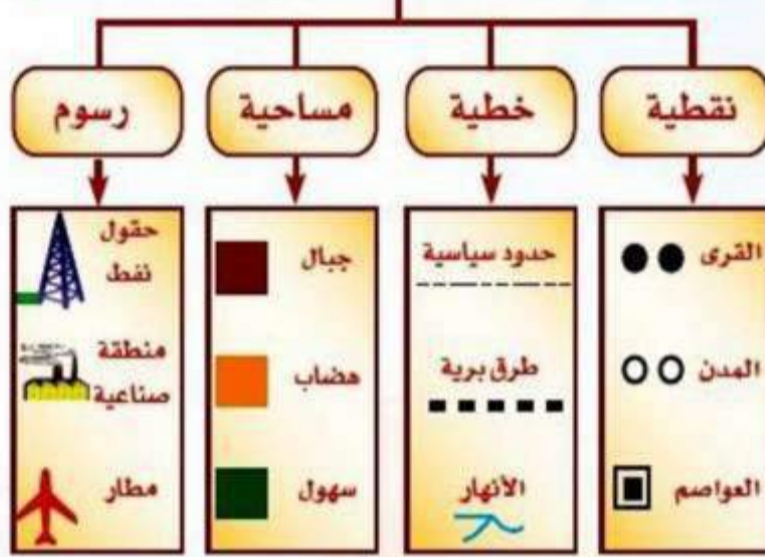 نقطية
خطية
مساحية
رسوم
القرى
المدن
العواصم
حدود سياسية
طرق برية
الأنهار
جبال
هضاب
سهول
حقول
نفط
منطقة
صناعية
مطار